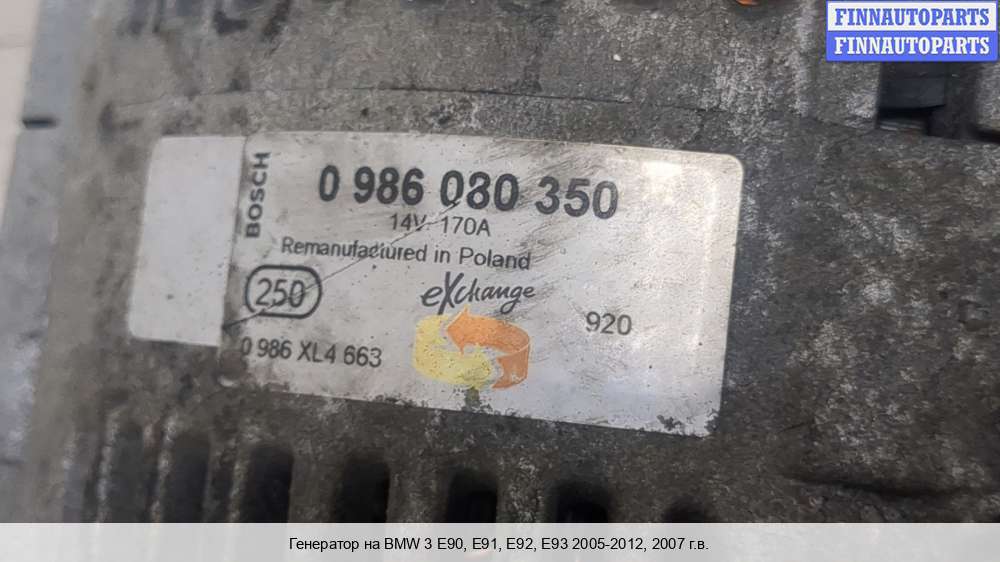 FINNAUTOPARTS
FINNAUTOPARTS
BOSCH
0 986 080 350
14V 170A
Remanufactured in Poland
250
eXchange
920
0 986 XL4 663
Генератор на BMW 3 E90, E91, E92, E93 2005-2012, 2007 г.в.